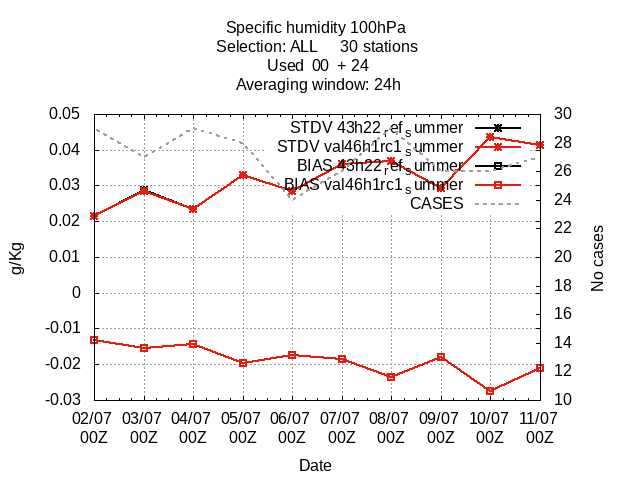 Specific humidity 100hPa
Selection: ALL 30 stations
Used 00 + 24
Averaging window: 24h
0.05 30
STDV 43h22refsummer
STDV val46h1rc1summer
BIAS 43h22refsummer
BIAS val46h1rc1summer
CASES
0.04 28
0.03 26
0.02 24
0.01 22
0 20
-0.01 18
-0.02 16
-0.03 14
12
10
g/Kg
No cases
02/07 03/07 04/07 05/07 06/07 07/07 08/07 09/07 10/07 11/07
00Z 00Z 00Z 00Z 00Z 00Z 00Z 00Z 00Z 00Z
Date